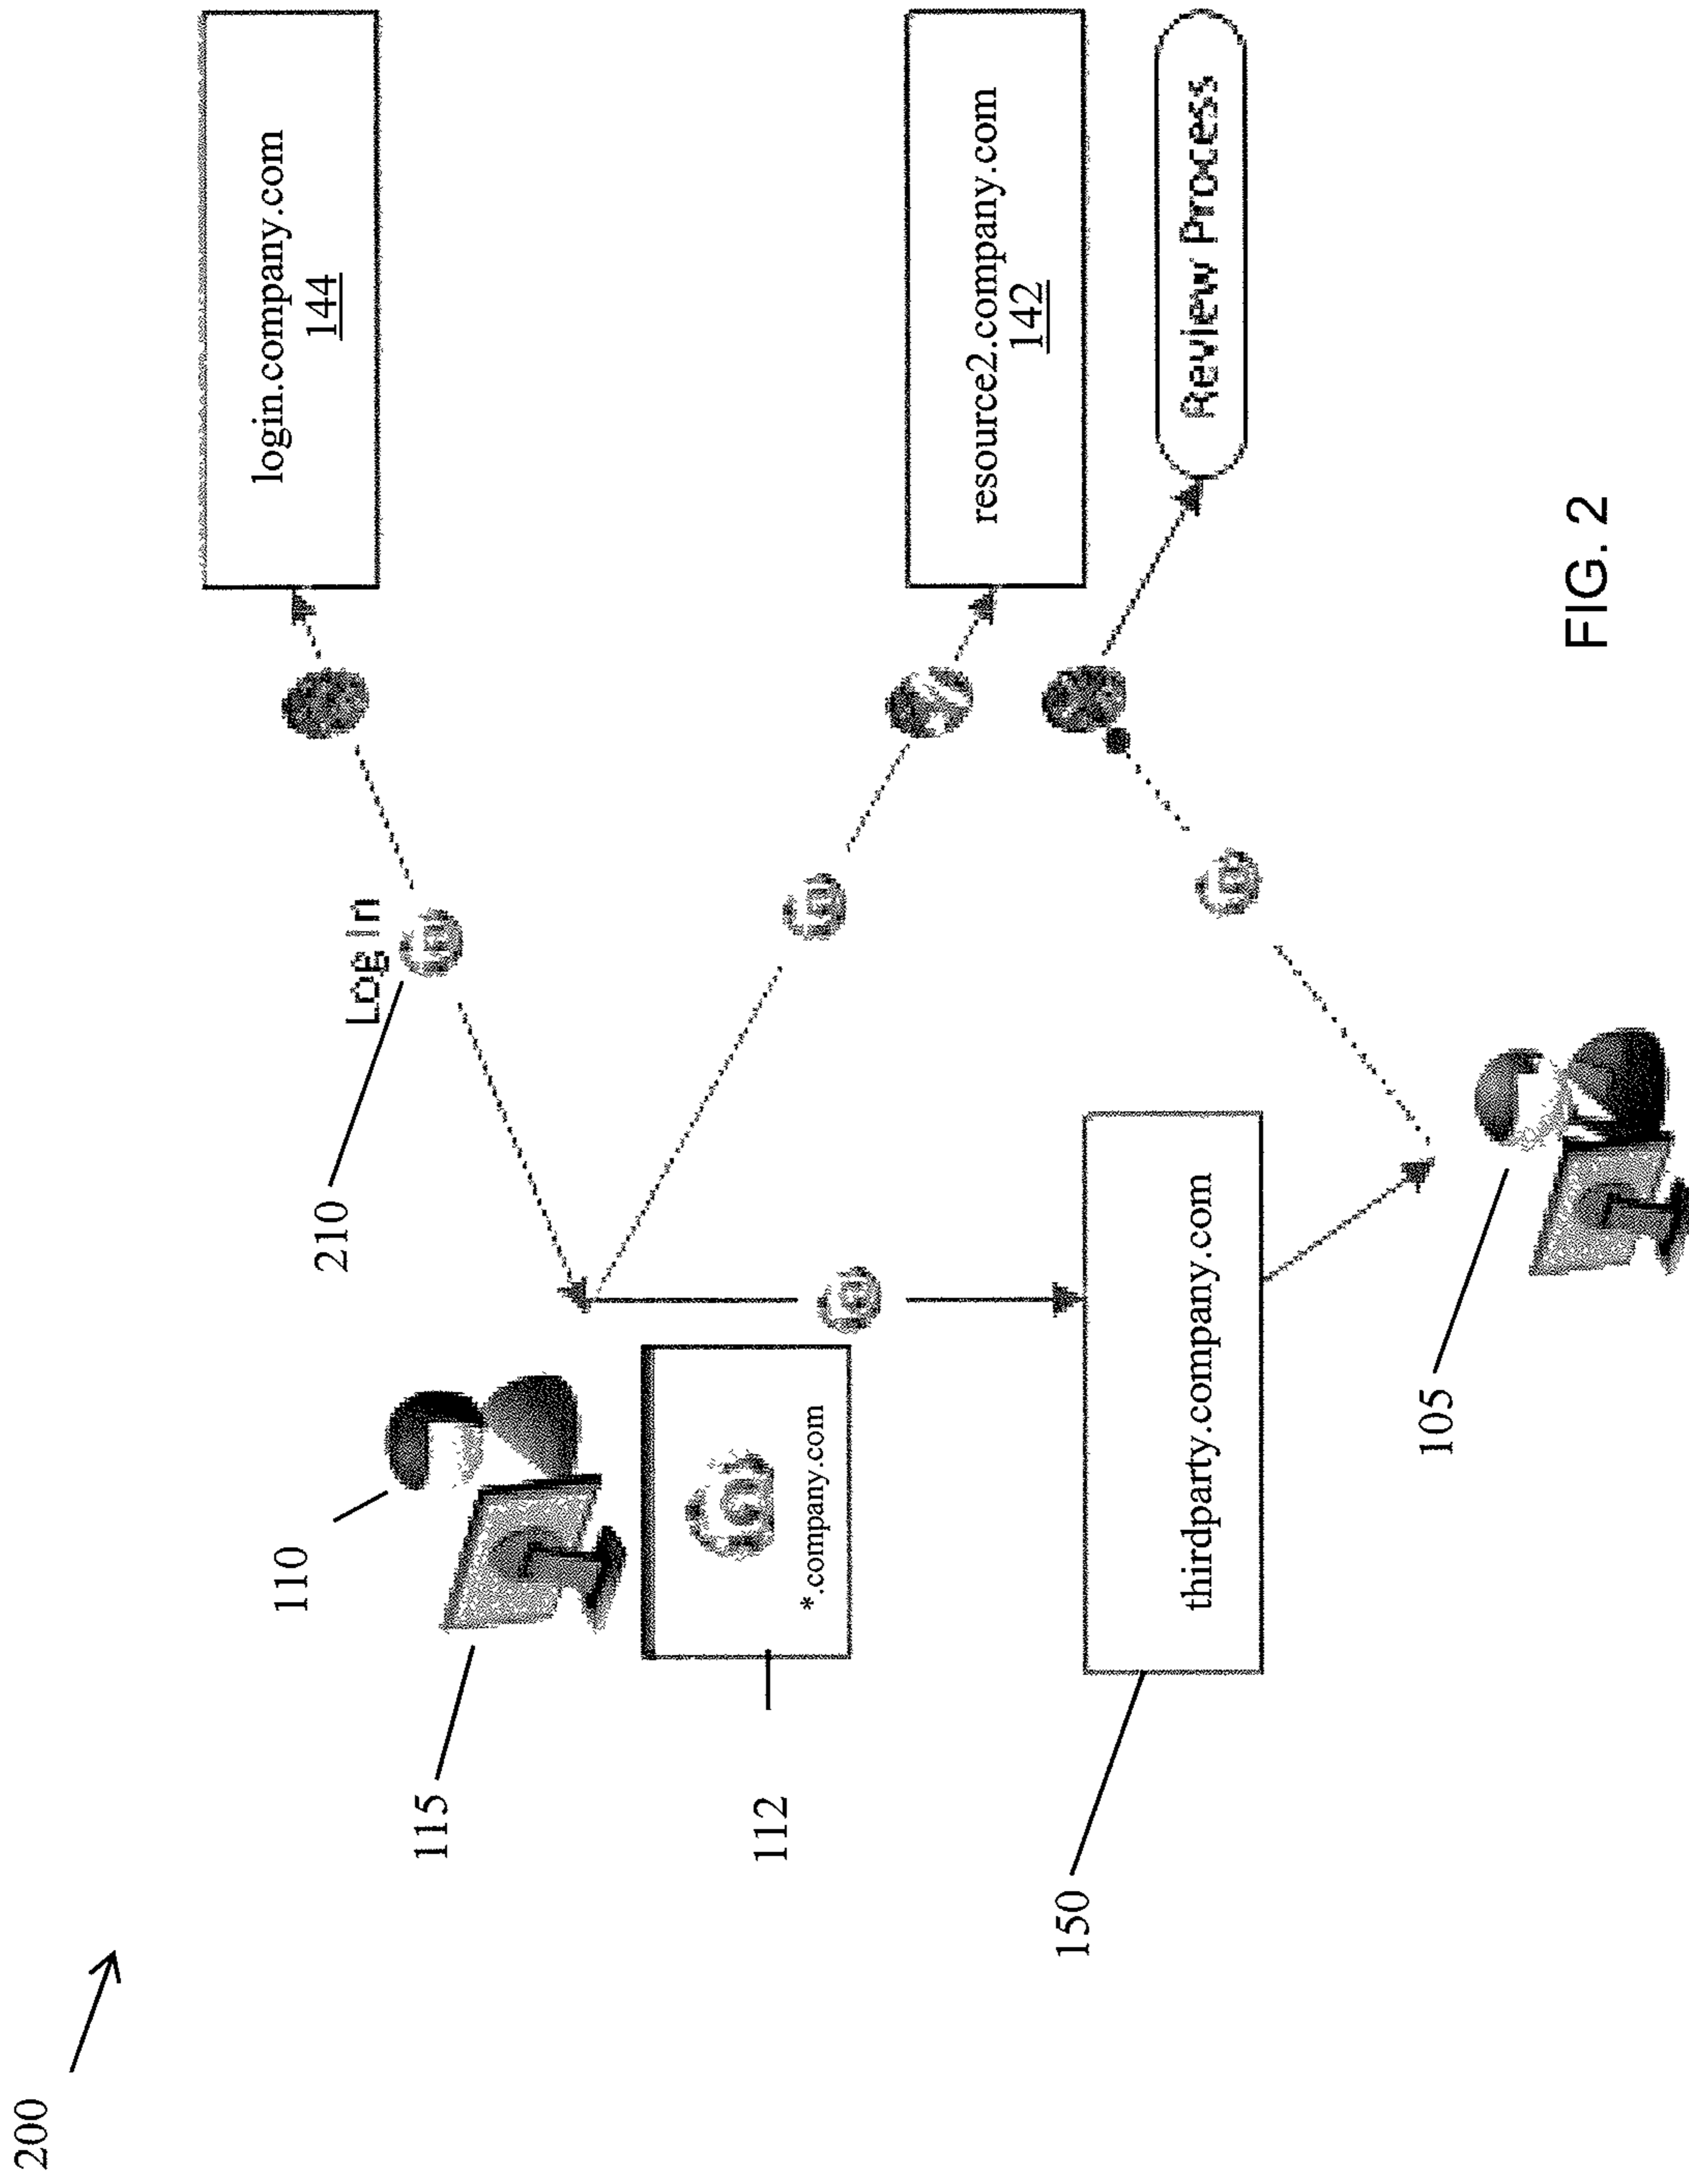 200
110
115
112
*.company.com
210
Log In
login.company.com
144
150
thirdparty.company.com
resource2.company.com
142
Review Process
105
FIG. 2